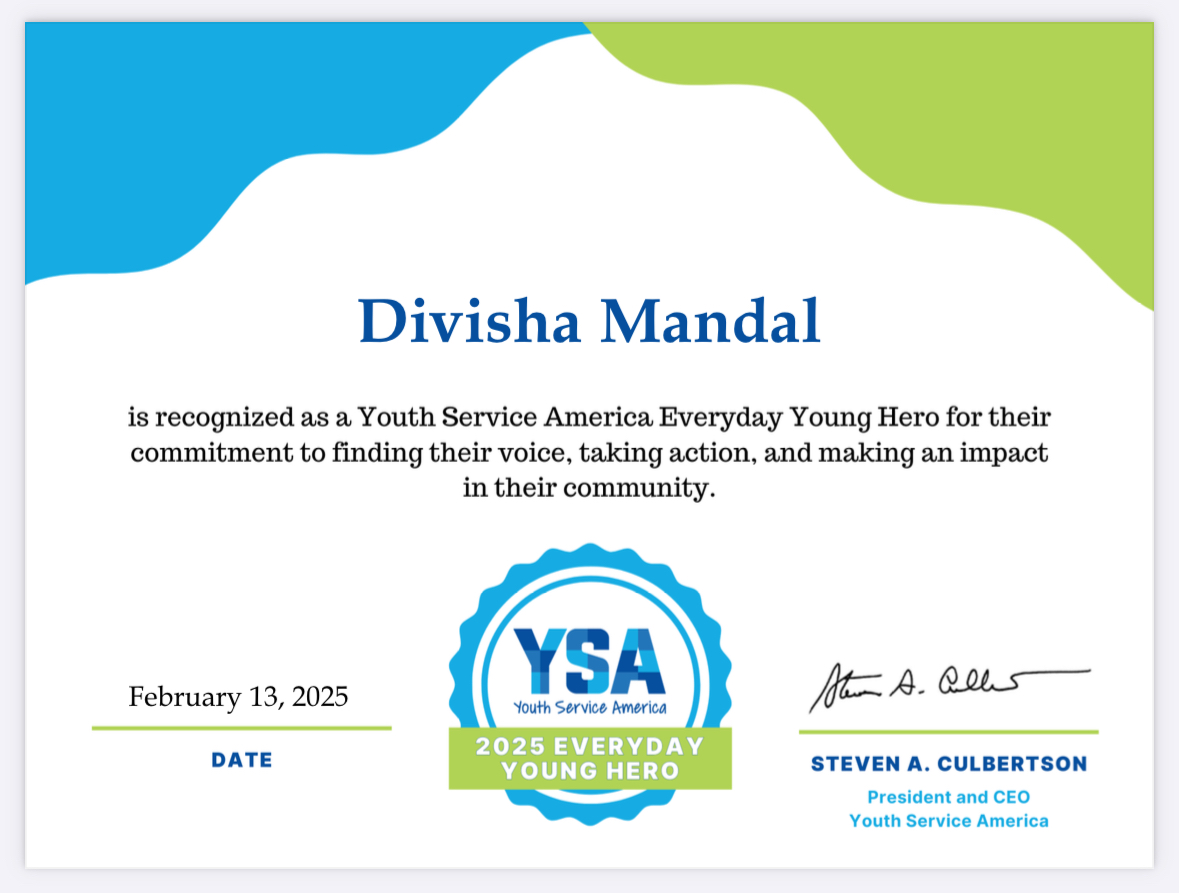 Divisha Mandal
is recognized as a Youth Service America Everyday Young Hero for their
commitment to finding their voice, taking action, and making an impact
in their community.
YSA
Youth Service America
2025 EVERYDAY
YOUNG HERO
February 13, 2025
DATE
Steven A. Culbertson
STEVEN A. CULBERTSON
President and CEO
Youth Service America